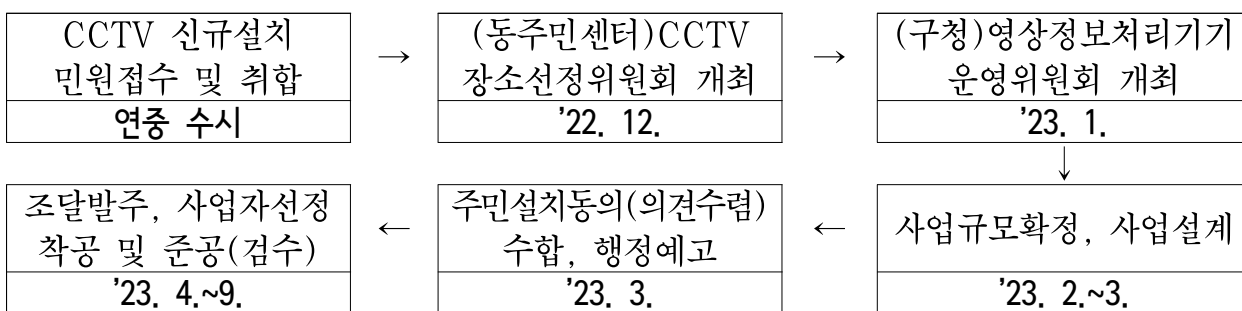 CCTV 신규설치
민원접수 및 취합
연중 수시
→
(동주민센터)CCTV
장소선정위원회 개최
'22. 12.
→
(구청)영상정보처리기기
운영위원회 개최
'23. 1.
↓
사업규모확정, 사업설계
'23. 2.~3.
←
주민설치동의(의견수렴)
수합, 행정예고
'23. 3.
←
조달발주, 사업자선정
착공 및 준공(검수)
'23. 4.~9.